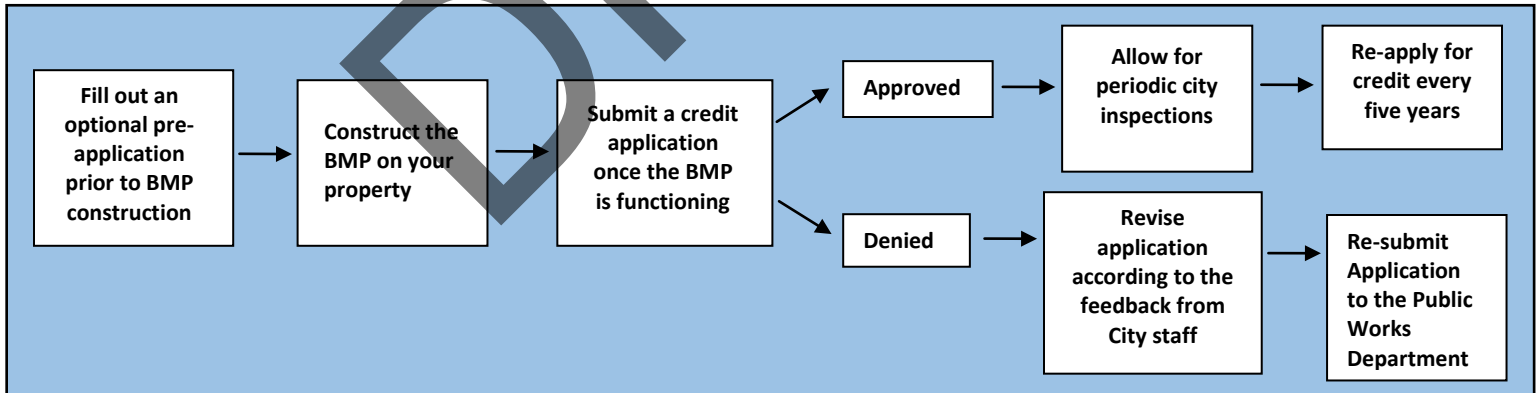 Fill out an
optional pre-
application
prior to BMP
construction
Construct the
BMP on your
property
Submit a credit
application
once the BMP
is functioning
Approved
Allow for
periodic city
inspections
Re-apply for
credit every
five years
Denied
Revise
application
according to the
feedback from
City staff
Re-submit
Application
to the Public
Works
Department